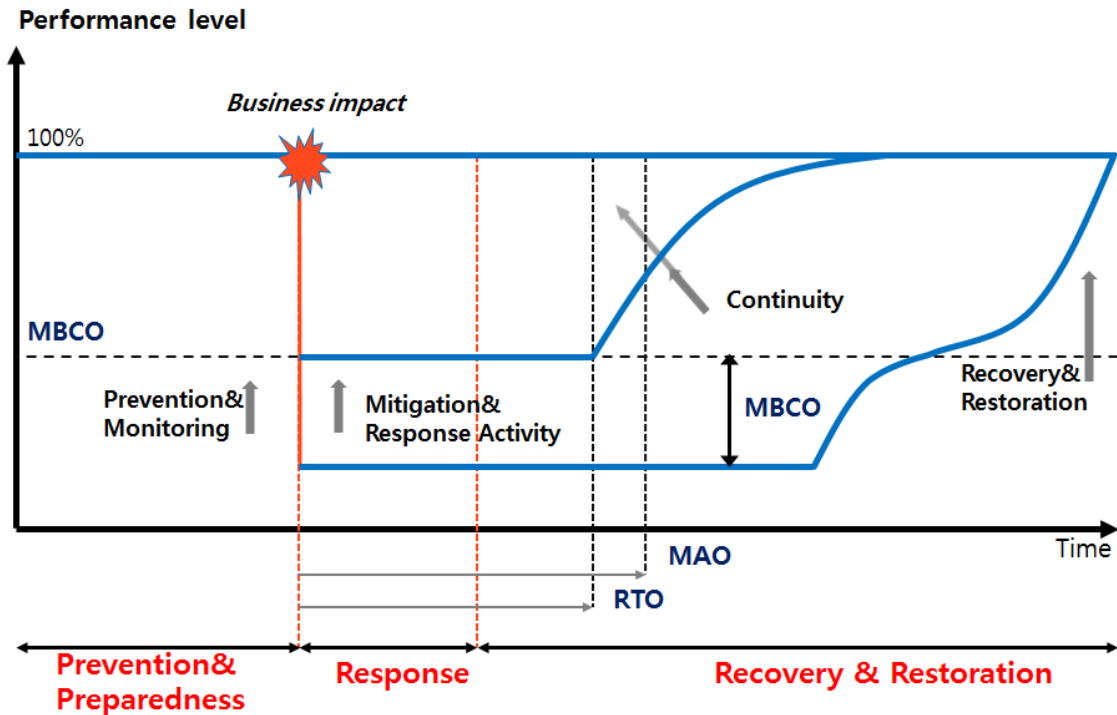 Performance level
Business impact
100%
MBCO
Continuity
Prevention&
Monitoring
Mitigation&
Response Activity
MBCO
Recovery&
Restoration
Time
MAO
RTO
Prevention&
Preparedness
Response
Recovery & Restoration